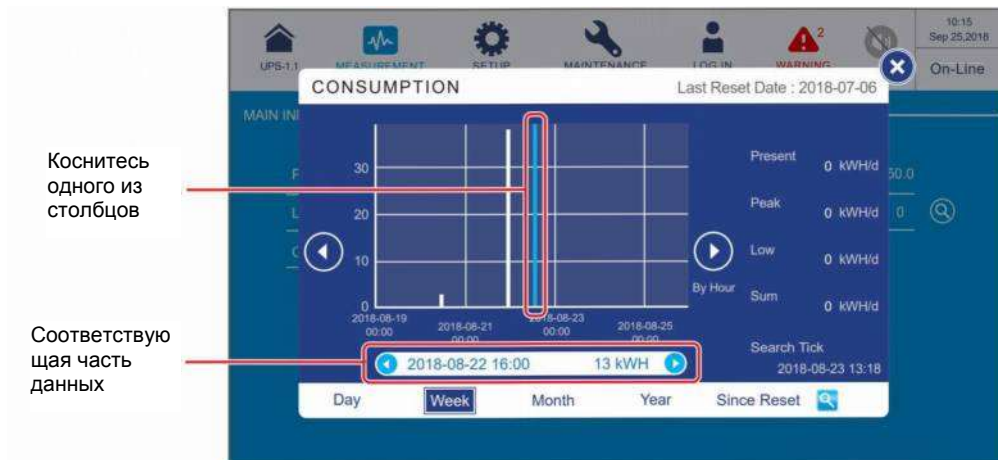 10:15
Sep 25,2018
UPS-1.1
MEASUREMENT
SETUP
MAINTENANCE
LOG IN
WARNING
2
On-Line
CONSUMPTION
Last Reset Date : 2018-07-06
MAIN IN
Коснитесь
одного из
столбцов
30
20
10
0
2018-08-19
00:00
2018-08-21
00:00
2018-08-23
00:00
2018-08-25
00:00
By Hour
Present
0 kWH/d
Peak
0 kWH/d
Low
0 kWH/d
Sum
0 kWH/d
Search Tick
2018-08-23 13:18
0
Соответствую
щая часть
данных
2018-08-22 16:00 13 kWH
Day Week Month Year Since Reset